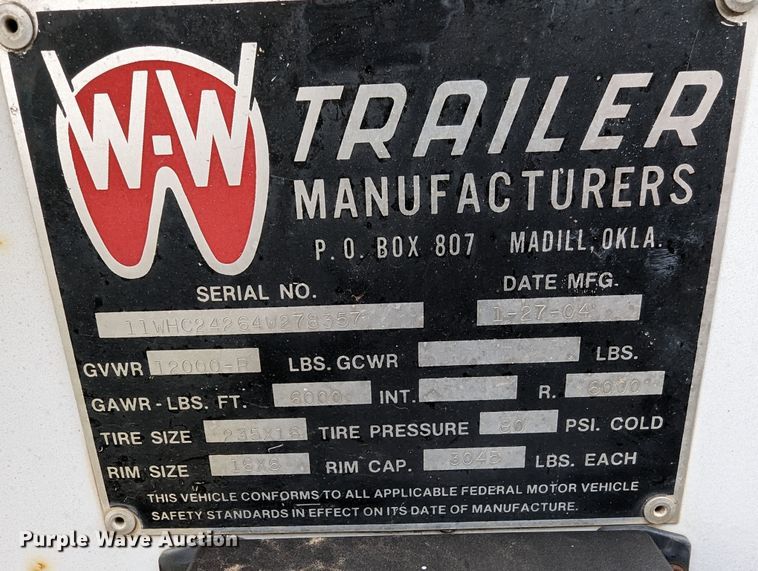 W-W TRAILER
MANUFACTURERS
P. O. BOX 807 MADILL, OKLA.
SERIAL NO. DATE MFG.
11WHC24264W278357 1-27-04
GVWR LBS. GCWR LBS.
GAWR - LBS. FT. 6000 INT. R. 6000
TIRE SIZE 235X16 TIRE PRESSURE 80 PSI. COLD
RIM SIZE 16X6 RIM CAP. LBS. EACH
THIS VEHICLE CONFORMS TO ALL APPLICABLE FEDERAL MOTOR VEHICLE
SAFETY STANDARDS IN EFFECT ON ITS DATE OF MANUFACTURE.
Purple Wave Auction